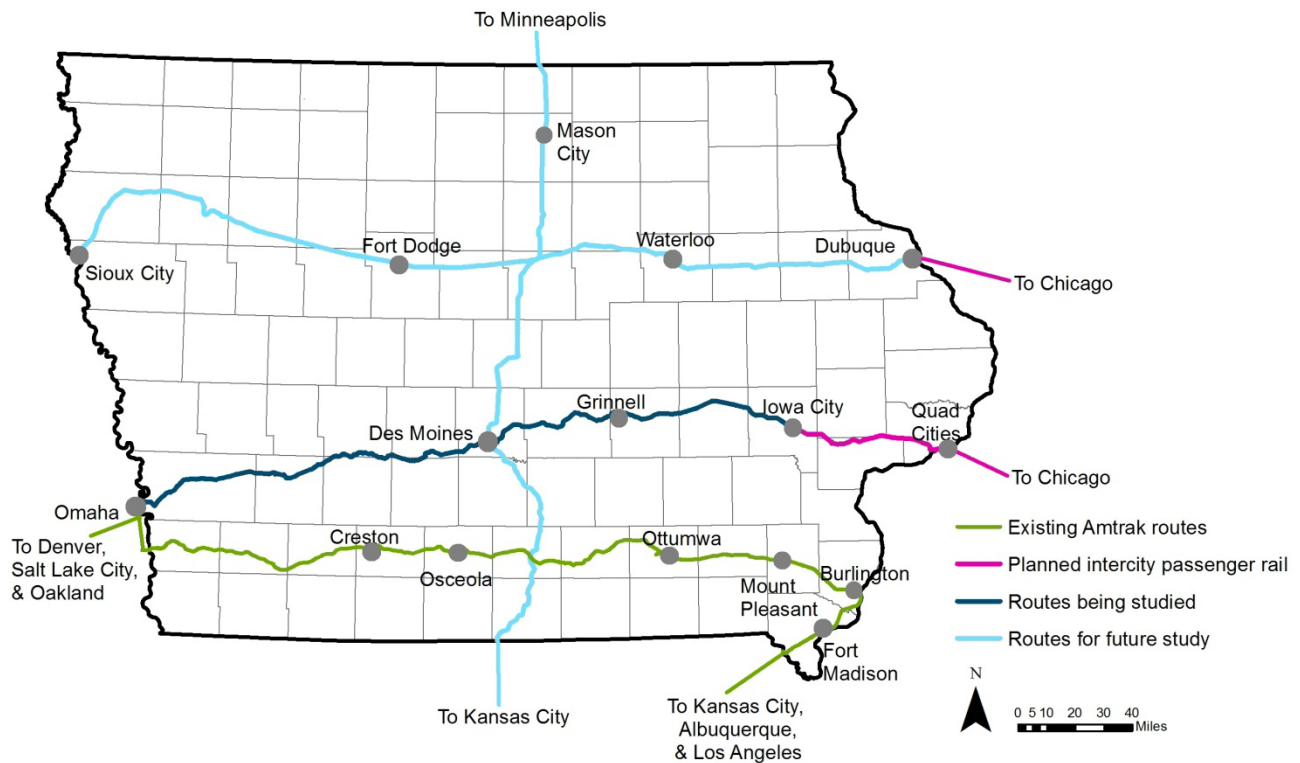 To Minneapolis
Mason
City
Fort Dodge
Waterloo
Dubuque
Sioux City
To Chicago
Grinnell
Iowa City
Quad
Cities
Des Moines
To Chicago
Omaha
To Denver,
Salt Lake City,
& Oakland
Creston
Osceola
Ottumwa
Mount
Pleasant
Burlington
Fort
Madison
To Kansas City
To Kansas City,
Albuquerque,
& Los Angeles
Existing Amtrak routes
Planned intercity passenger rail
Routes being studied
Routes for future study
N
0 5 10 20 30 40
Miles